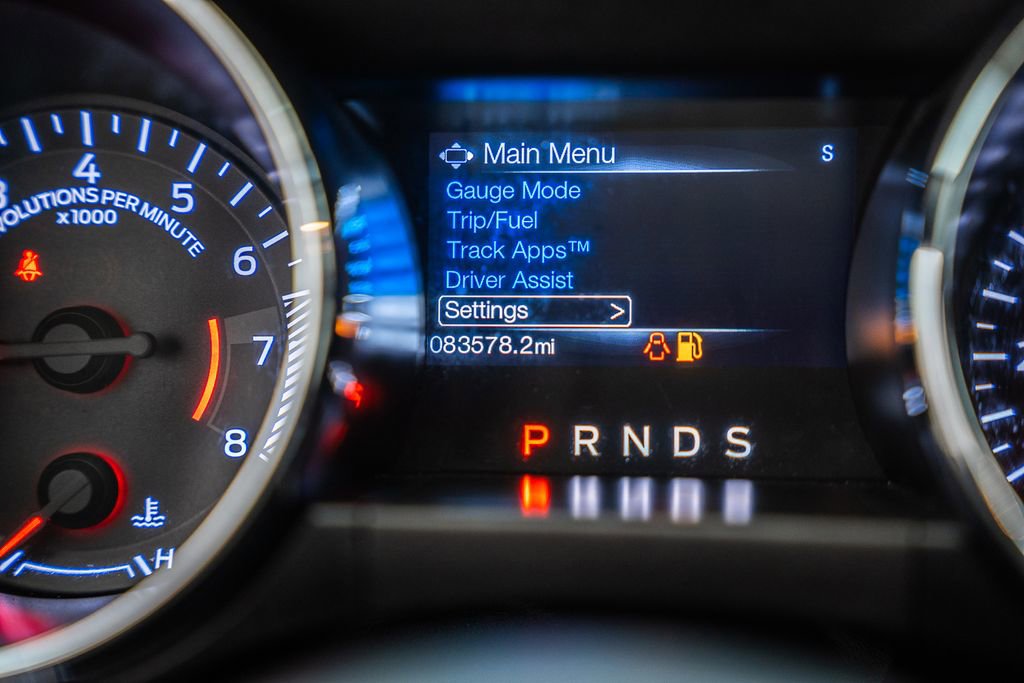 Main Menu S
Gauge Mode
Trip/Fuel
Track Apps™
Driver Assist
Settings >
083578.2mi
P R N D S
4
5
6
7
8
REVOLUTIONS PER MINUTE
x1000
H